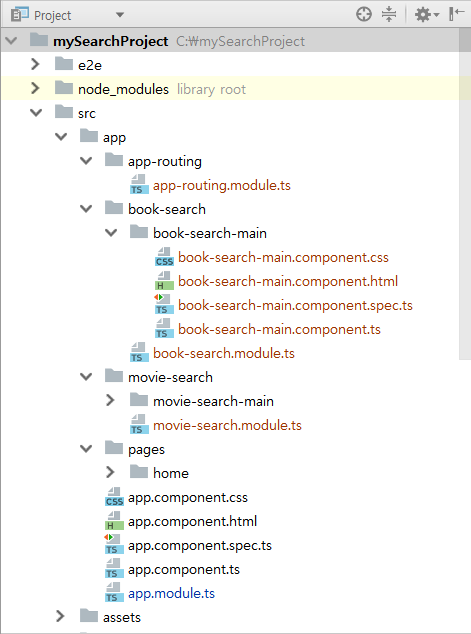 Project
mySearchProject C:₩mySearchProject
e2e
node_modules library root
src
app
app-routing
TS app-routing.module.ts
book-search
book-search-main
CSS book-search-main.component.css
H book-search-main.component.html
TS book-search-main.component.spec.ts
TS book-search-main.component.ts
TS book-search.module.ts
movie-search
movie-search-main
TS movie-search.module.ts
pages
home
CSS app.component.css
H app.component.html
TS app.component.spec.ts
TS app.component.ts
TS app.module.ts
assets